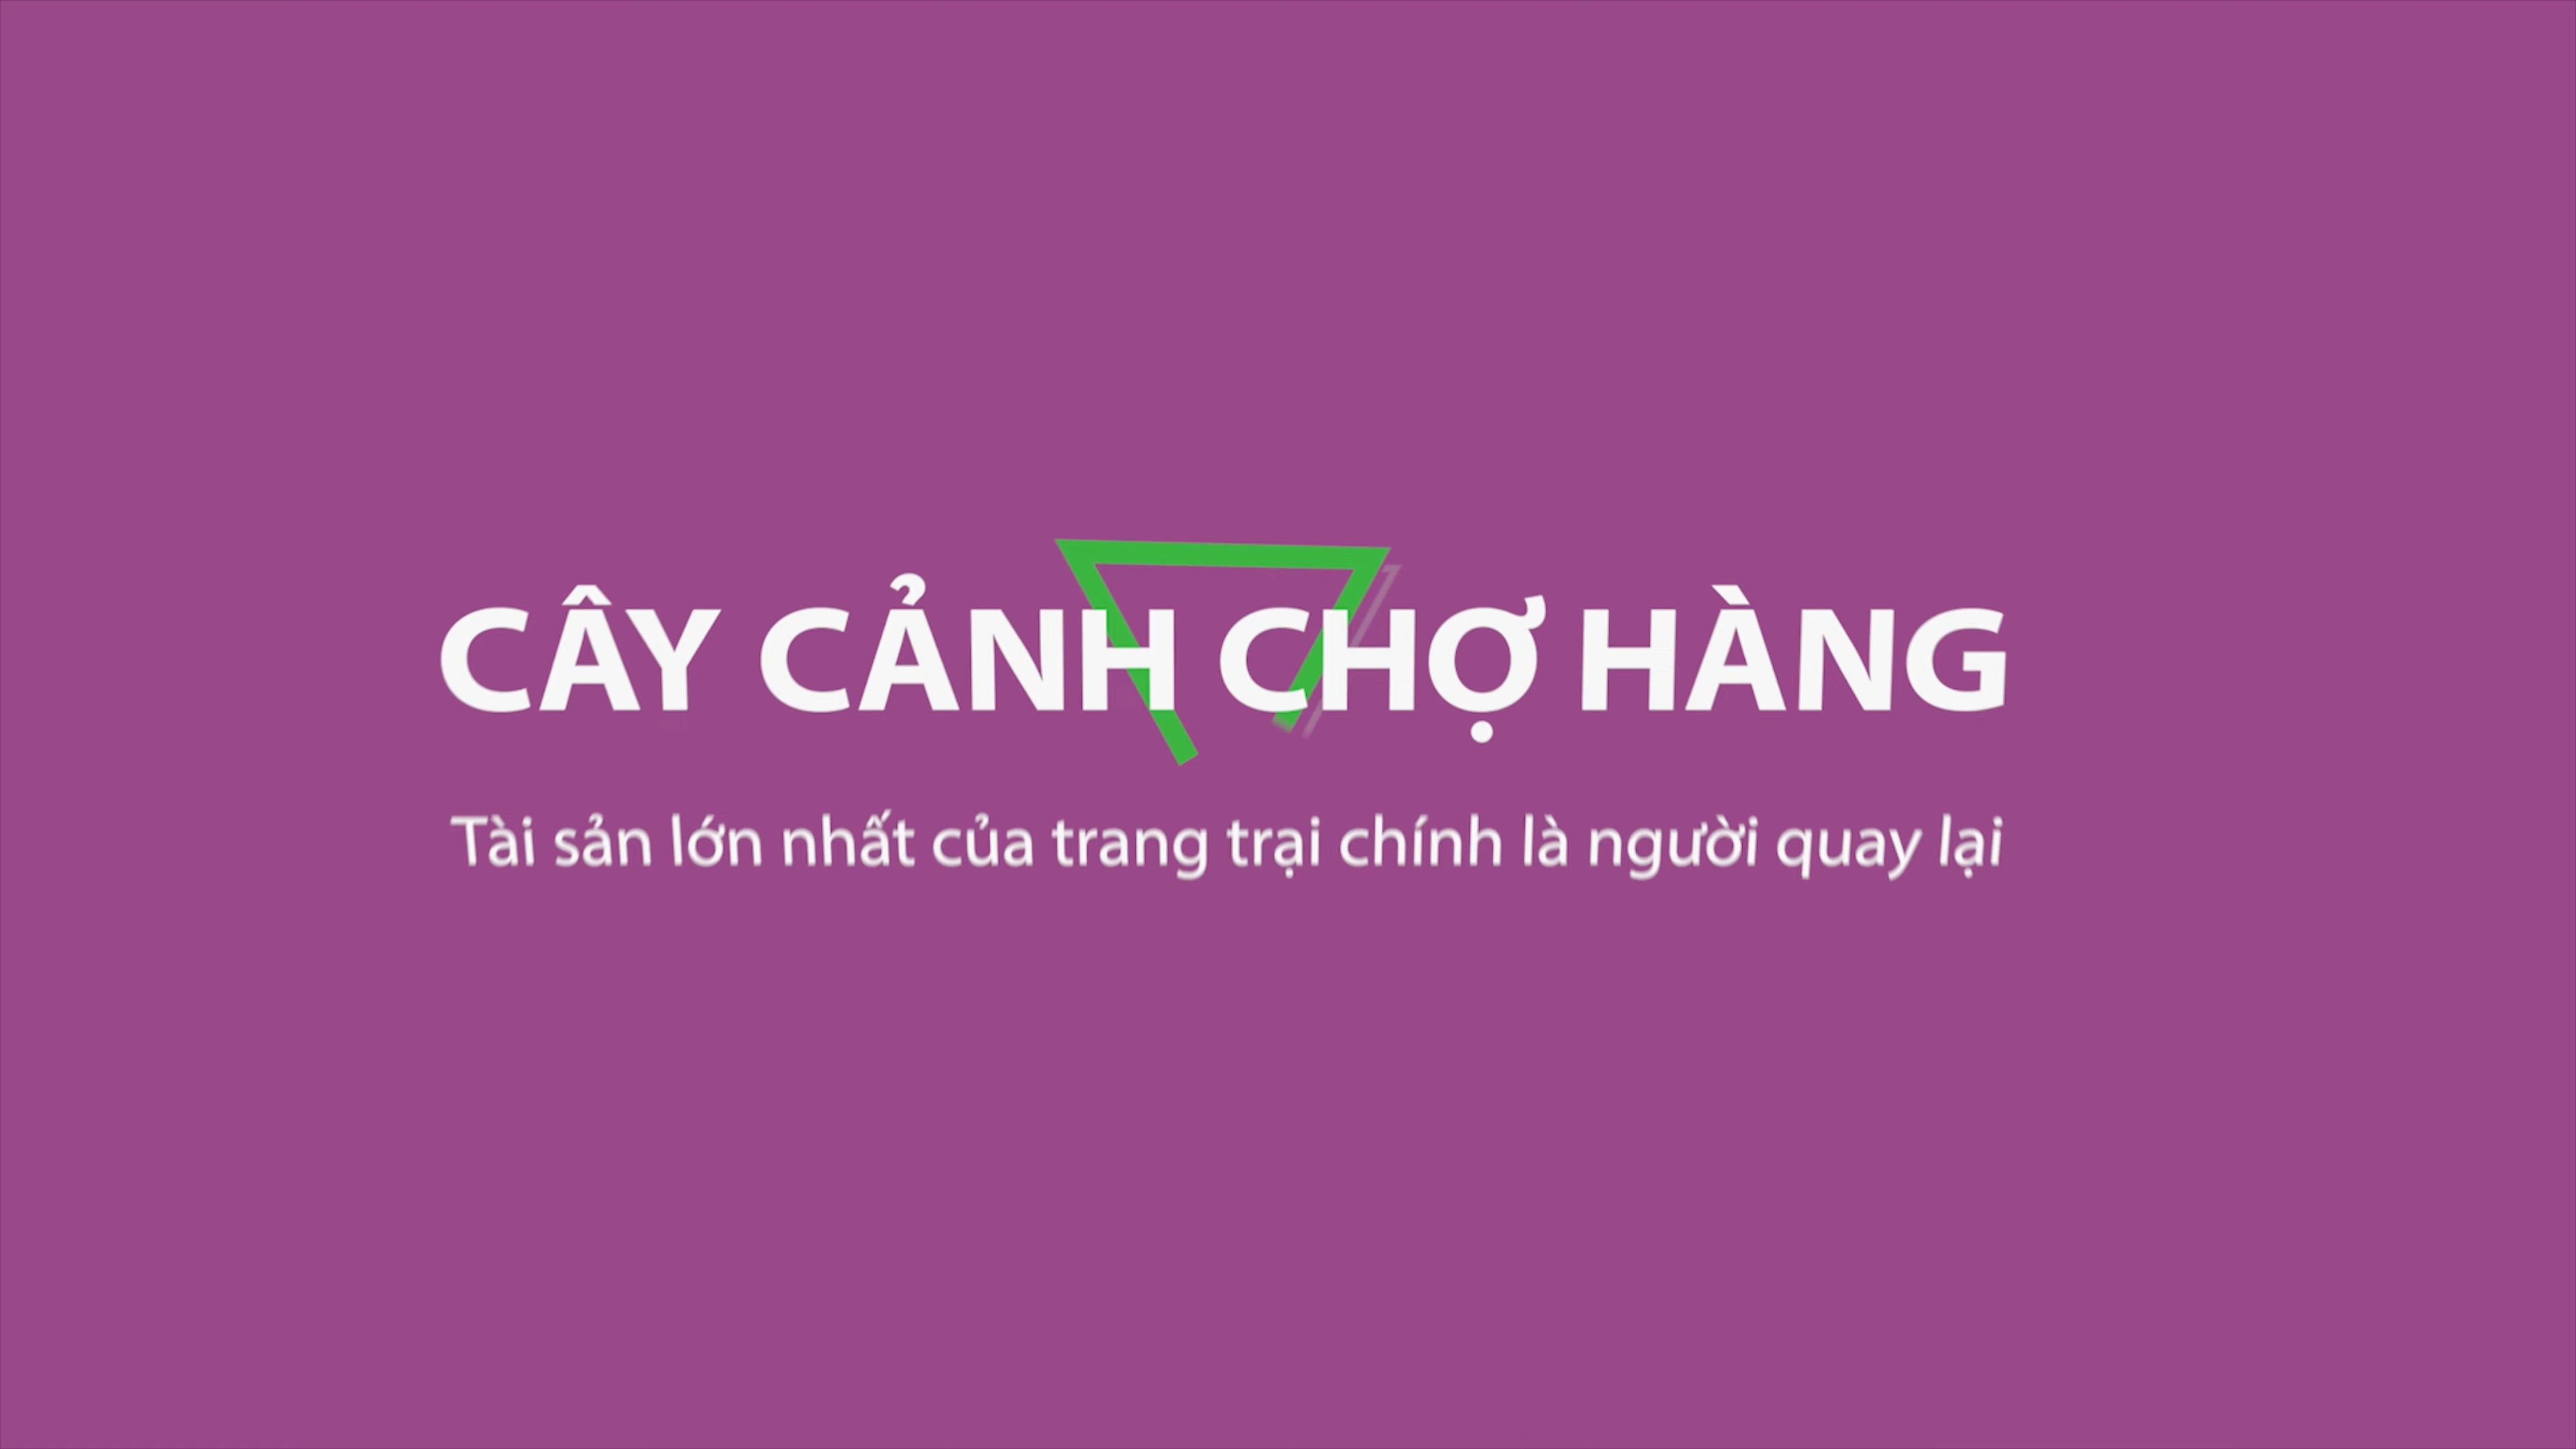 CÂY CẢNH CHỢ HÀNG
Tài sản lớn nhất của trang trại chính là người quay lại